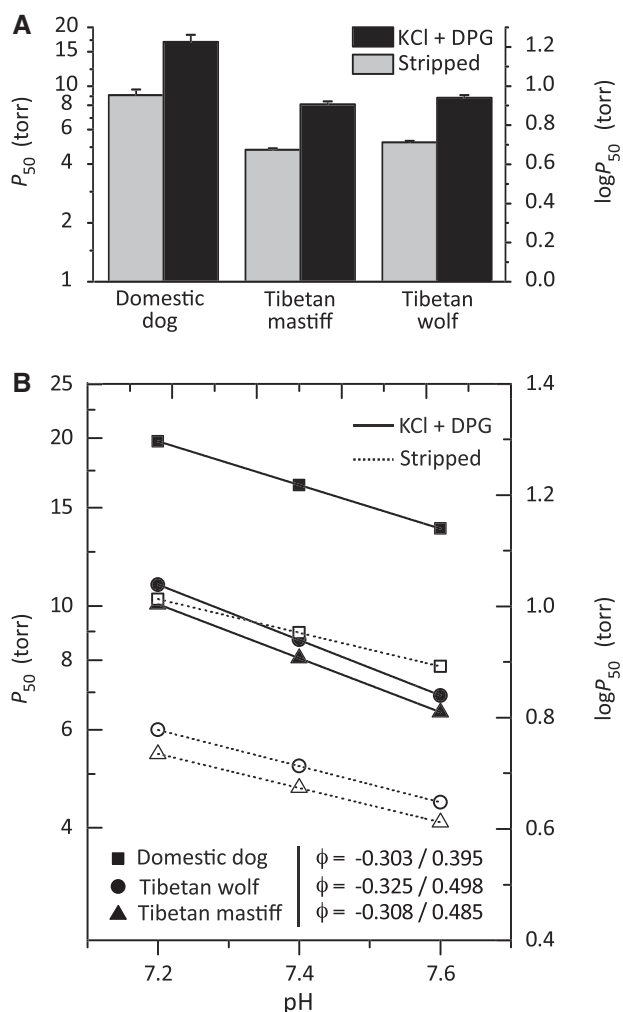 A
20
15
10
8
6
4
2
1
P50 (torr)
KCl + DPG
Stripped
1.2
1.0
0.8
0.6
0.4
0.2
0.0
logP50 (torr)
Domestic dog
Tibetan mastiff
Tibetan wolf
B
25
20
15
10
8
6
4
P50 (torr)
KCl + DPG
Stripped
1.4
1.2
1.0
0.8
0.6
0.4
logP50 (torr)
Domestic dog ϕ = -0.303 / 0.395
Tibetan wolf ϕ = -0.325 / 0.498
Tibetan mastiff ϕ = -0.308 / 0.485
7.2 7.4 7.6
pH